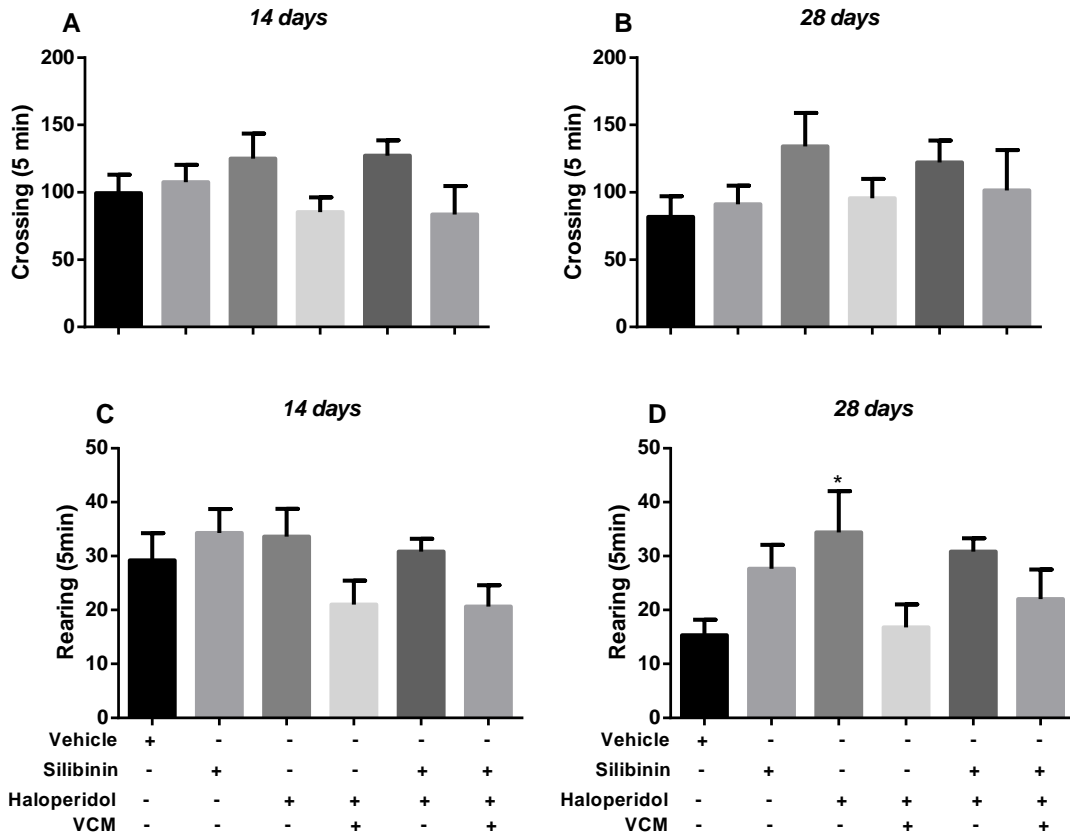 A 14 days
200
150
100
50
0
Crossing (5 min)
B 28 days
200
150
100
50
0
Crossing (5 min)
C 14 days
50
40
30
20
10
0
Rearing (5min)
D 28 days
50
40
30
20
10
0
Rearing (5min)
*
Vehicle + - - - - -
Silibinin - + - - + +
Haloperidol - - + + + +
VCM - - - + - +
Vehicle + - - - - -
Silibinin - + - - + +
Haloperidol - - + + + +
VCM - - - + - +